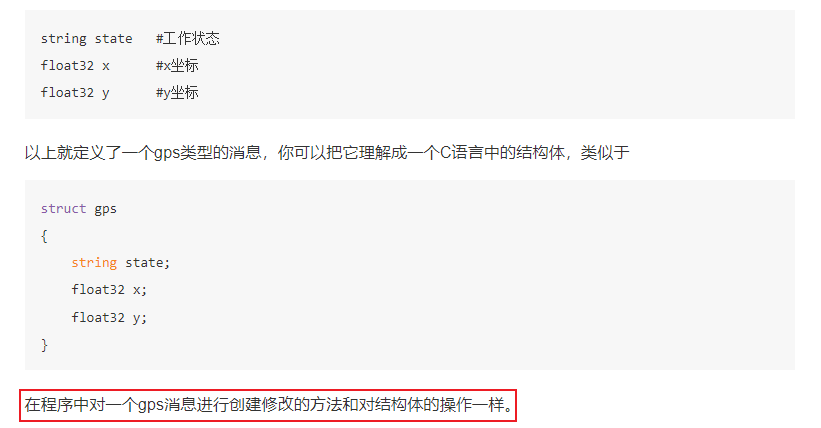 string state   #工作状态
float32 x      #x坐标
float32 y      #y坐标
以上就定义了一个gps类型的消息，你可以把它理解成一个C语言中的结构体，类似于
struct gps
{
    string state;
    float32 x;
    float32 y;
}
在程序中对一个gps消息进行创建修改的方法和对结构体的操作一样。